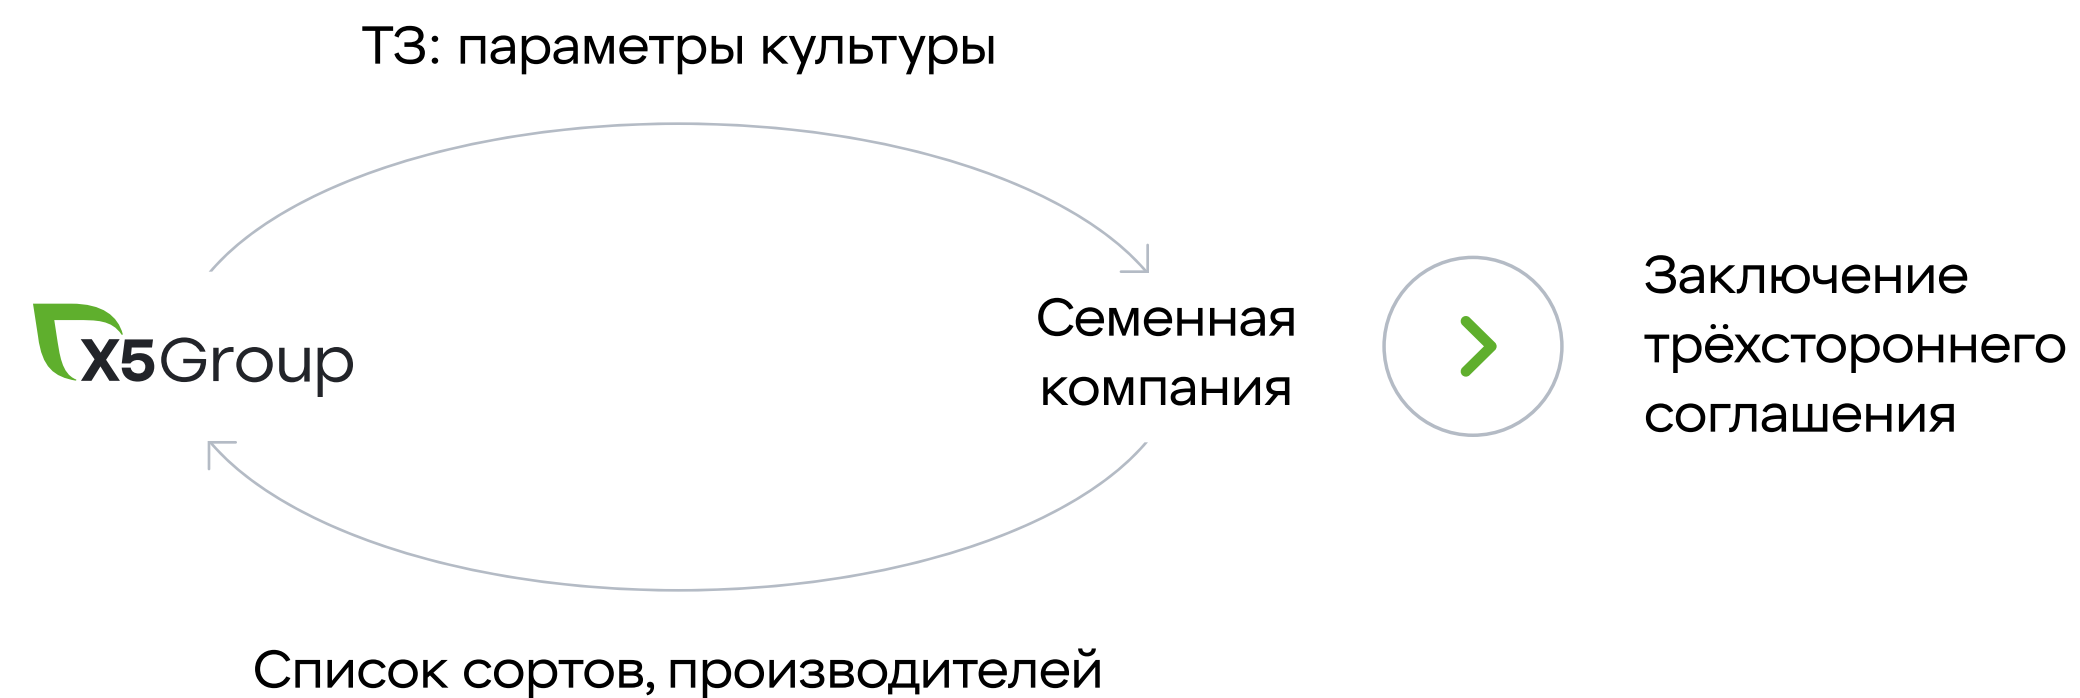 ТЗ: параметры культуры
X5Group
Семенная
компания
Заключение
трёхстороннего
соглашения
Список сортов, производителей